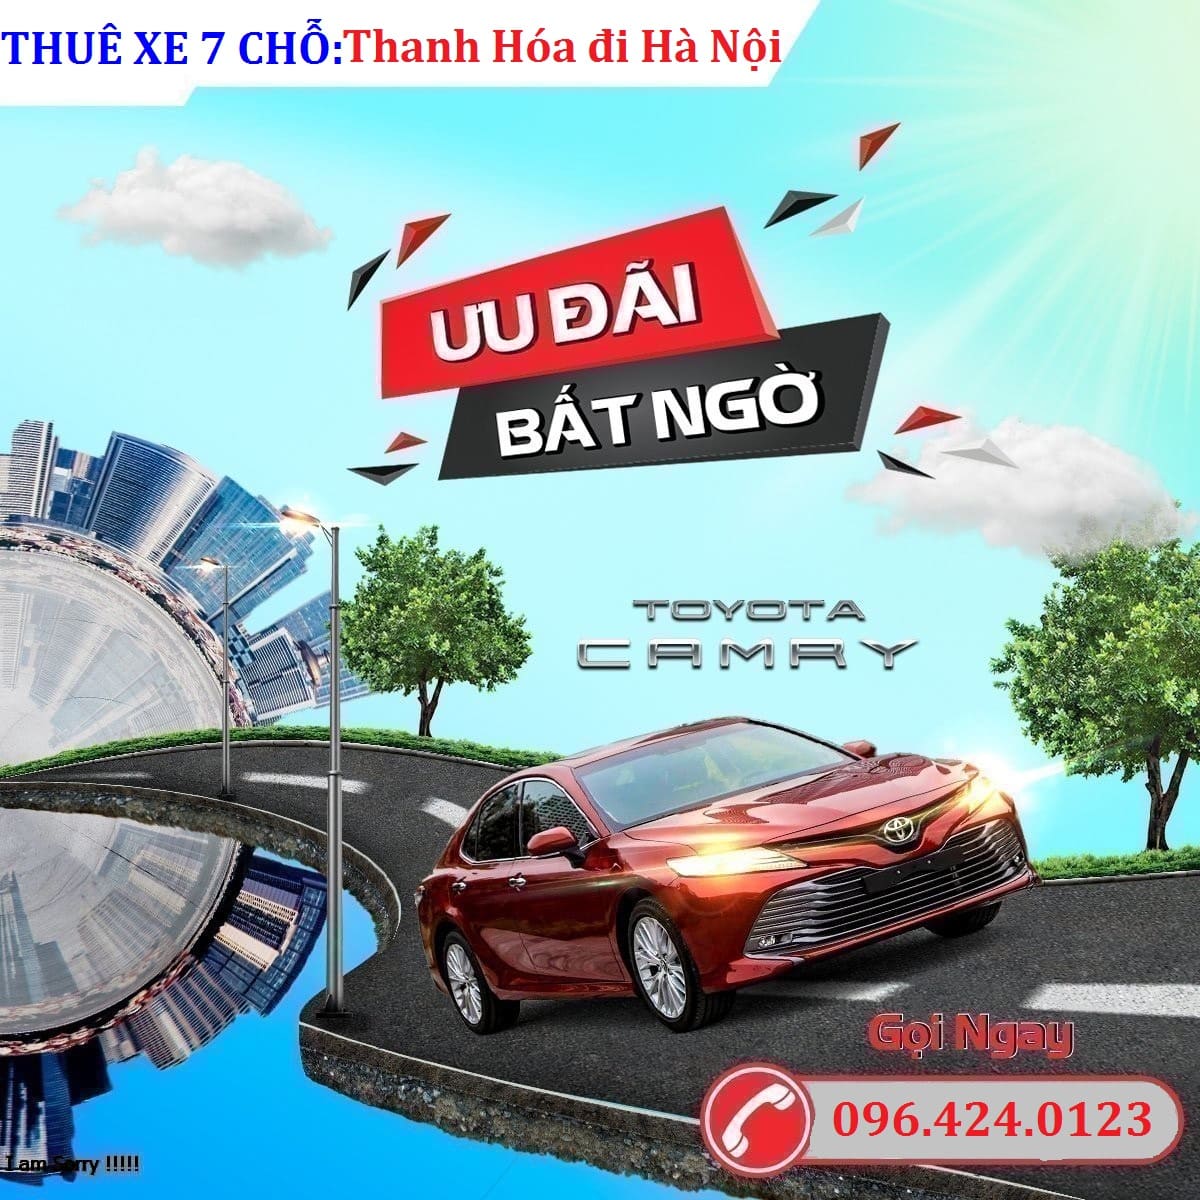 THUÊ XE 7 CHỖ:Thanh Hóa đi Hà Nội
ƯU ĐÃI
BẤT NGỜ
TOYOTA
CAMRY
Gọi Ngay
096.424.0123
I am Sorry !!!!!